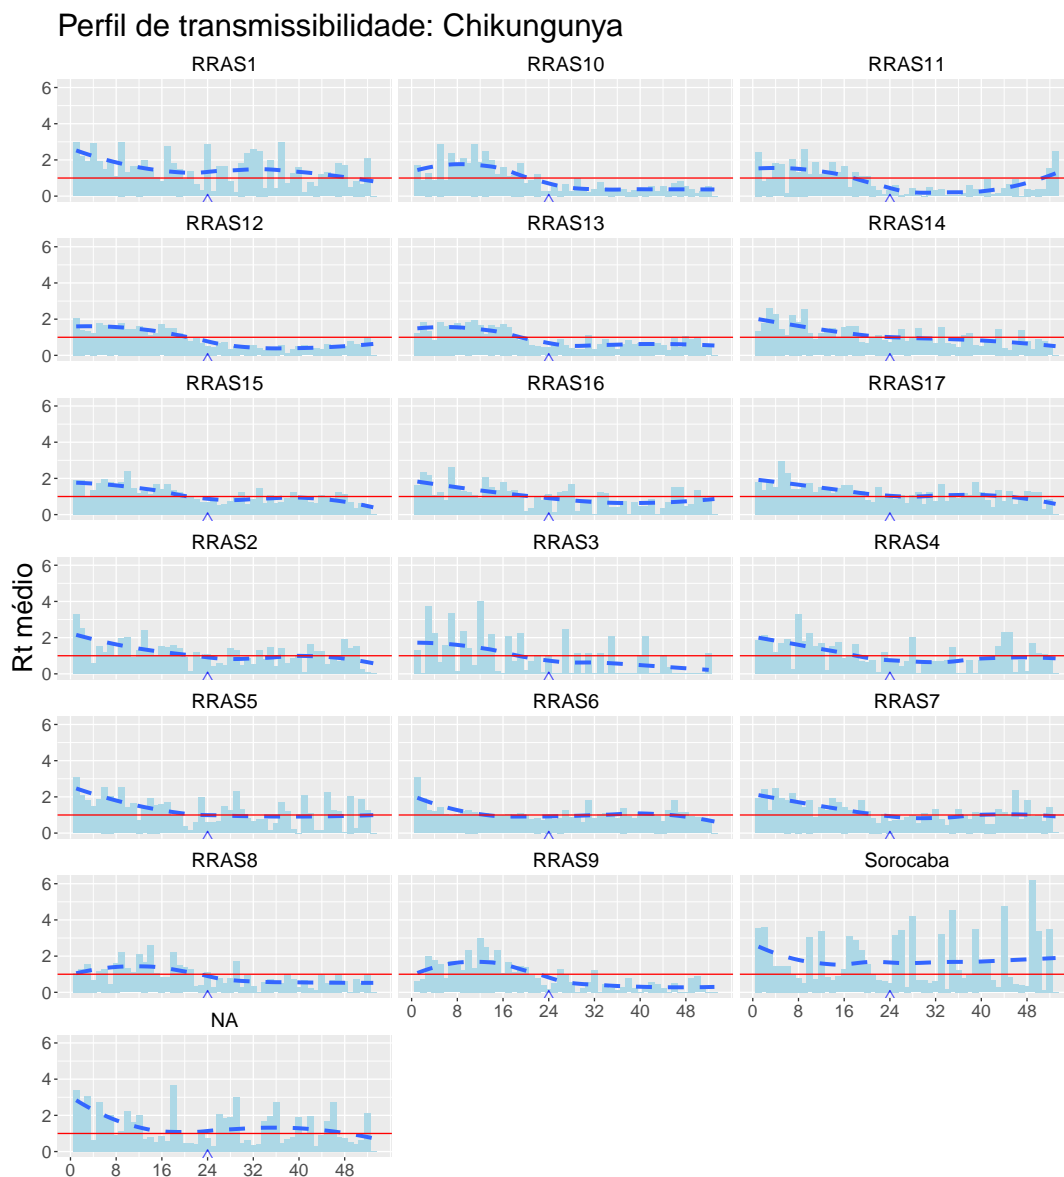 Perfil de transmissibilidade: Chikungunya
RRAS1 RRAS10 RRAS11
6
4
2
0
RRAS12 RRAS13 RRAS14
6
4
2
0
RRAS15 RRAS16 RRAS17
6
4
2
0
Rt médio
RRAS2 RRAS3 RRAS4
6
4
2
0
RRAS5 RRAS6 RRAS7
6
4
2
0
RRAS8 RRAS9 Sorocaba
6
4
2
0
0 8 16 24 32 40 48 0 8 16 24 32 40 48
NA
6
4
2
0
0 8 16 24 32 40 48